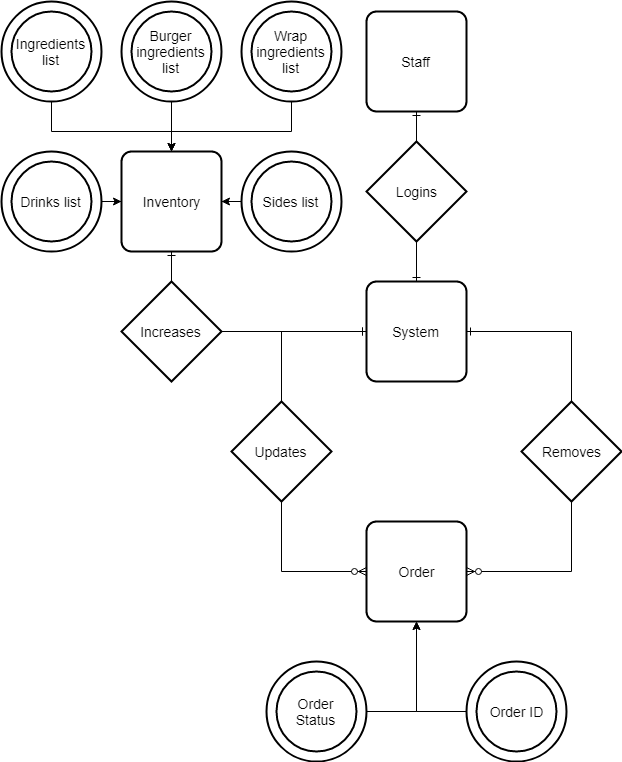 Ingredients
list
Burger
ingredients
list
Wrap
ingredients
list
Staff
Drinks list
Inventory
Sides list
Logins
Increases
System
Updates
Removes
Order
Order
Status
Order ID